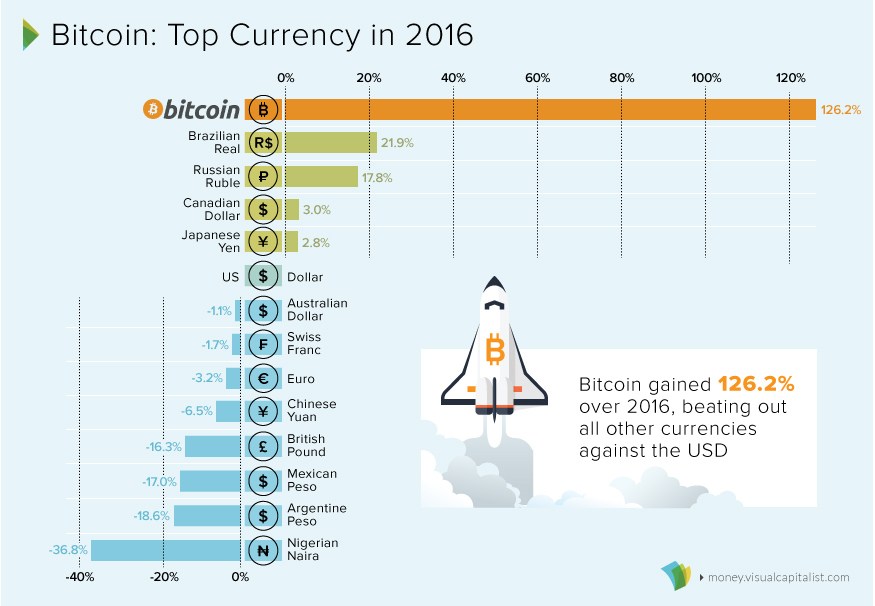 Bitcoin: Top Currency in 2016
0% 20% 40% 60% 80% 100% 120%
bitcoin 126.2%
Brazilian
Real
R$ 21.9%
Russian
Ruble
₽ 17.8%
Canadian
Dollar
$ 3.0%
Japanese
Yen
¥ 2.8%
US $ Dollar
-1.1% $ Australian
Dollar
-1.7% ₣ Swiss
Franc
-3.2% € Euro
-6.5% ¥ Chinese
Yuan
-16.3% £ British
Pound
-17.0% $ Mexican
Peso
-18.6% $ Argentine
Peso
-36.8% ₦ Nigerian
Naira
-40% -20% 0%
Bitcoin gained 126.2%
over 2016, beating out
all other currencies
against the USD
money.visualcapitalist.com